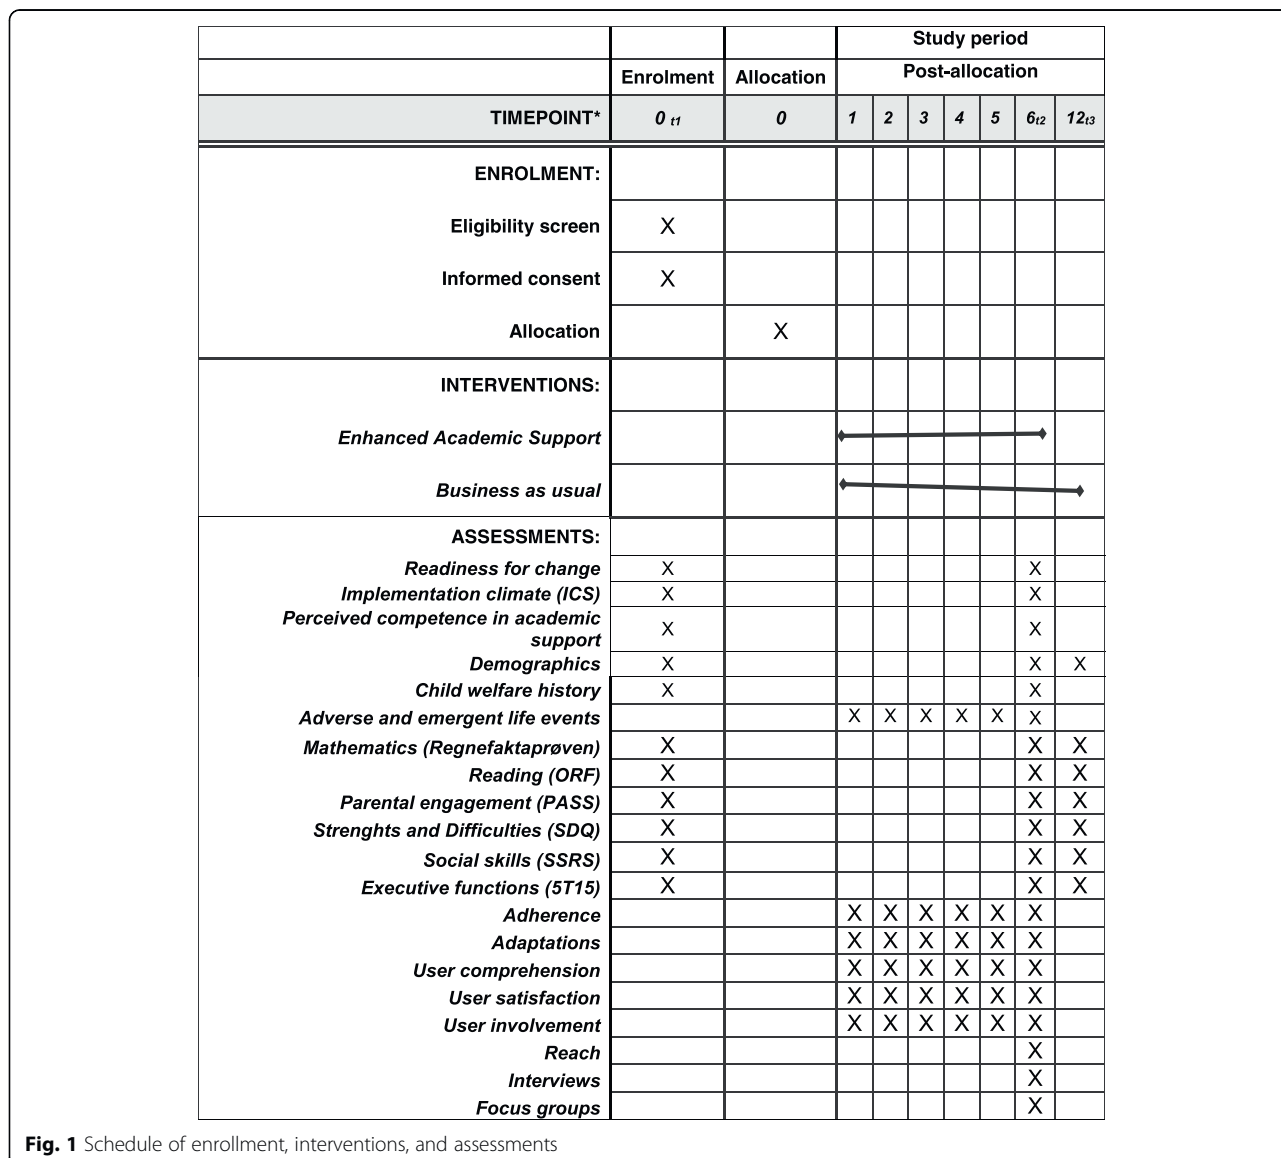 Study period
Enrolment Allocation Post-allocation
TIMEPOINT* 0 t1 0 1 2 3 4 5 6t2 12t3
ENROLMENT:
Eligibility screen X
Informed consent X
Allocation X
INTERVENTIONS:
Enhanced Academic Support
Business as usual
ASSESSMENTS:
Readiness for change X X
Implementation climate (ICS) X X
Perceived competence in academic
support X X
Demographics X X X
Child welfare history X X
Adverse and emergent life events X X X X X X
Mathematics (Regnefaktaprøven) X X X
Reading (ORF) X X X
Parental engagement (PASS) X X X
Strenghts and Difficulties (SDQ) X X X
Social skills (SSRS) X X X
Executive functions (5T15) X X X
Adherence X X X X X X
Adaptations X X X X X X
User comprehension X X X X X X
User satisfaction X X X X X X
User involvement X X X X X X
Reach X
Interviews X
Focus groups X
Fig. 1 Schedule of enrollment, interventions, and assessments